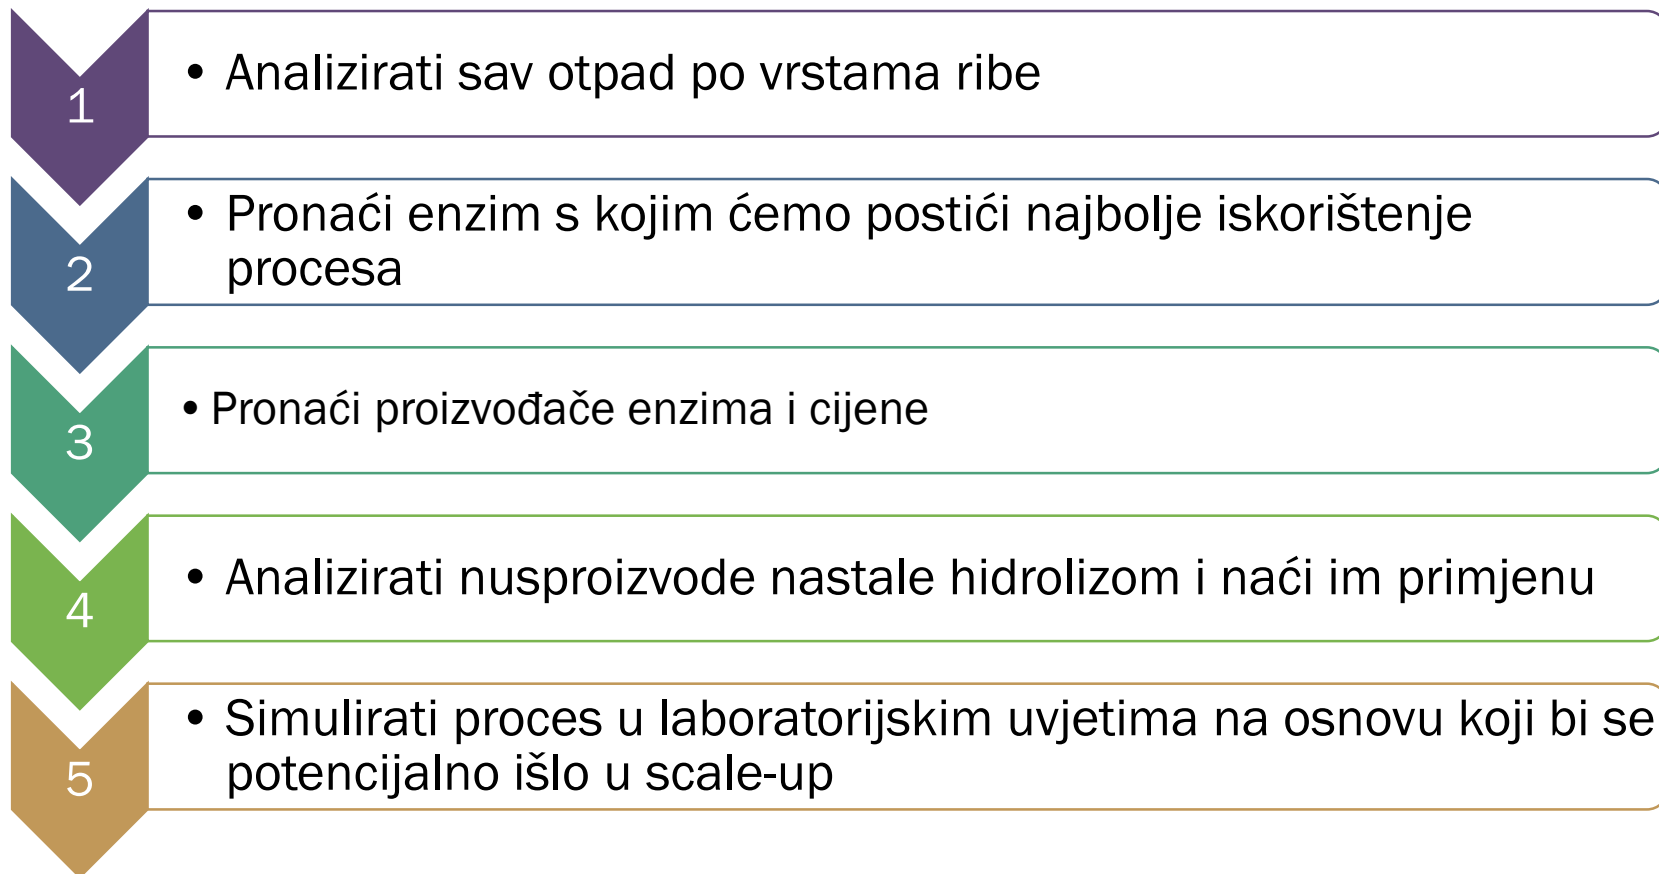 1
• Analizirati sav otpad po vrstama ribe
2
• Pronaći enzim s kojim ćemo postići najbolje iskorištenje
procesa
3
• Pronaći proizvođače enzima i cijene
4
• Analizirati nusproizvode nastale hidrolizom i naći im primjenu
5
• Simulirati proces u laboratorijskim uvjetima na osnovu koji bi se
potencijalno išlo u scale-up